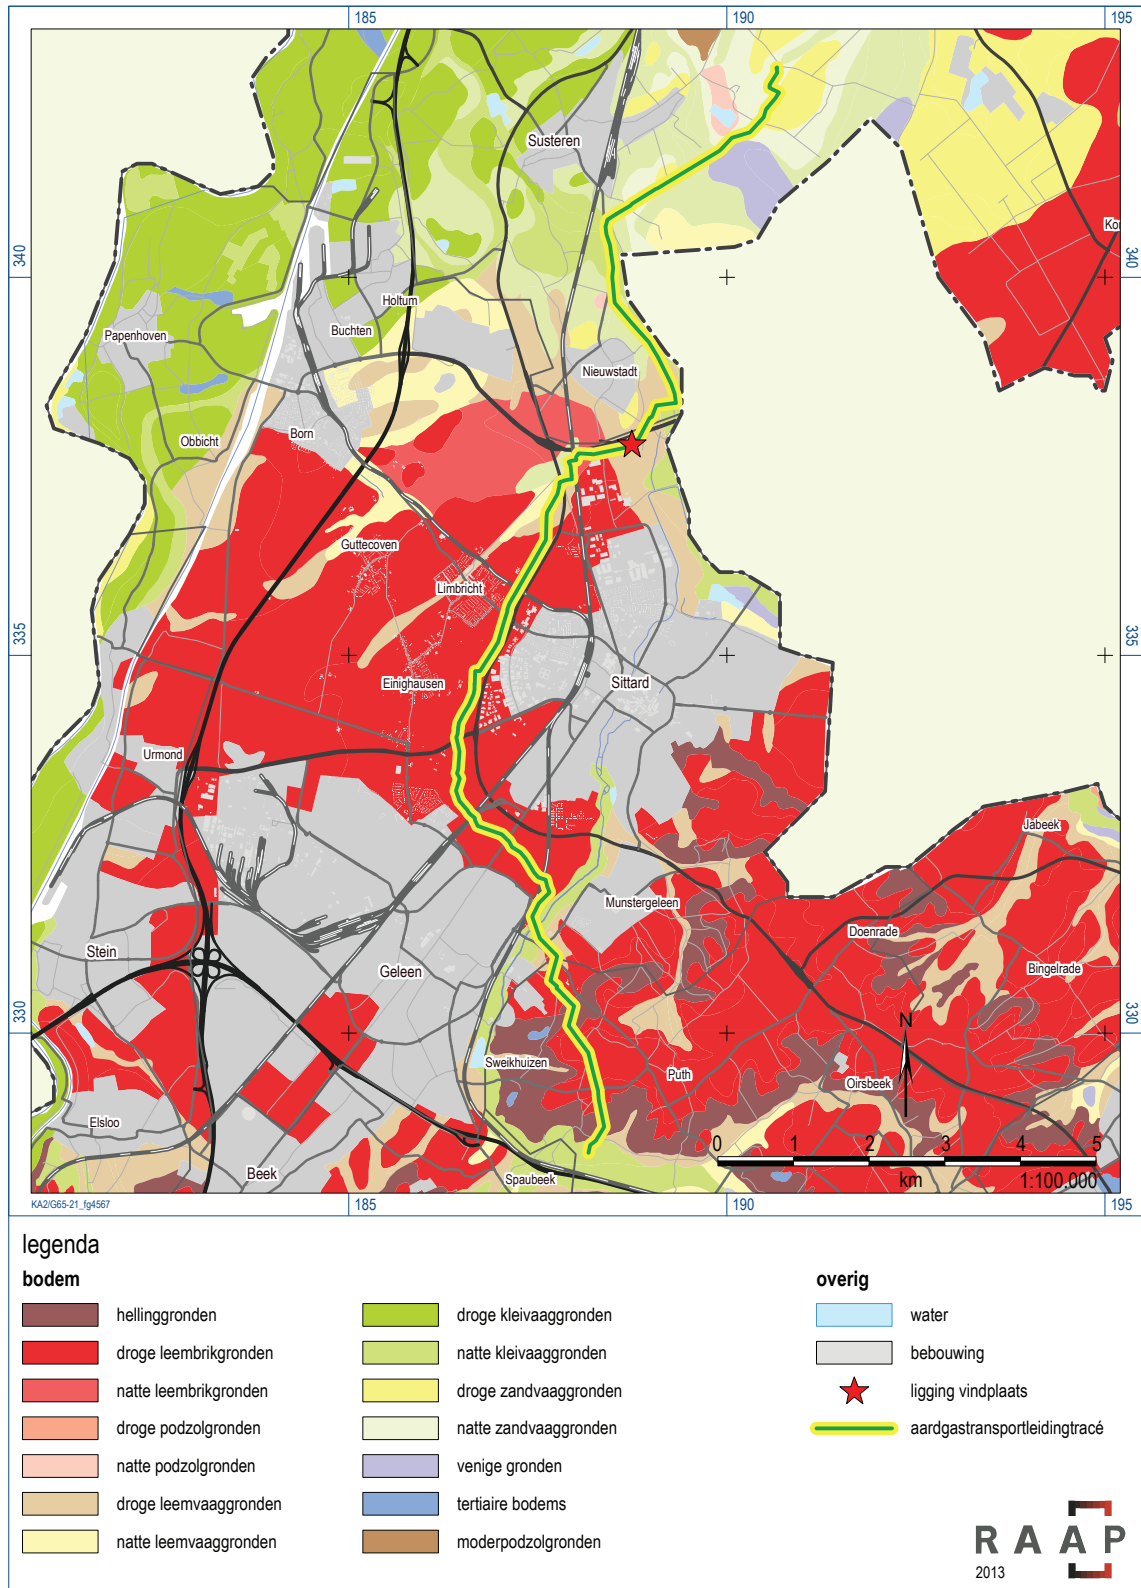 185
190
195
Susteren
340
340
Kor
Holtum
Buchten
Papenhoven
Nieuwstadt
Obbicht
Born
Guttecoven
Limbricht
335
335
Einighausen
Sittard
Urmond
Jabeek
Munstergeleen
Doenrade
Stein
Geleen
Bingelrade
330
330
N
Sweikhuizen
Puth
Oirsbeek
Elsloo
0 1 2 3 4 5
km
1:100.000
Beek
Spaubeek
KA2/G65-21_fg4567
185
190
195
legenda
bodem
hellinggronden
droge leembrikgronden
natte leembrikgronden
droge podzolgronden
natte podzolgronden
droge leemvaaggronden
natte leemvaaggronden
droge kleivaaggronden
natte kleivaaggronden
droge zandvaaggronden
natte zandvaaggronden
venige gronden
tertiaire bodems
moderpodzolgronden
overig
water
bebouwing
ligging vindplaats
aardgastransportleidingtracé
RAAP
2013